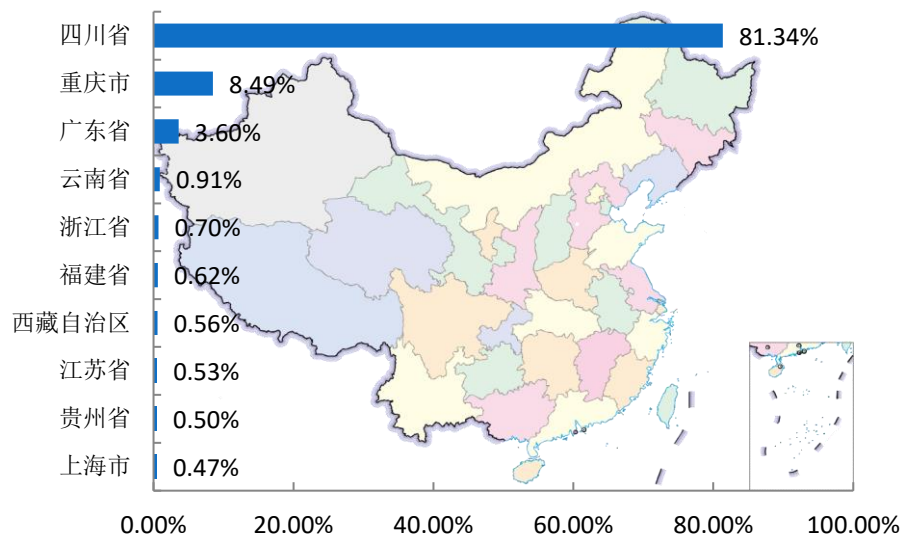 四川省 81.34%
重庆市 8.49%
广东省 3.60%
云南省 0.91%
浙江省 0.70%
福建省 0.62%
西藏自治区 0.56%
江苏省 0.53%
贵州省 0.50%
上海市 0.47%
0.00% 20.00% 40.00% 60.00% 80.00% 100.00%